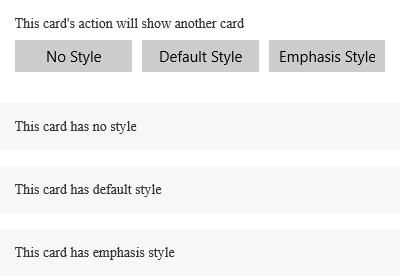 This card's action will show another card
No Style
Default Style
Emphasis Style
This card has no style
This card has default style
This card has emphasis style